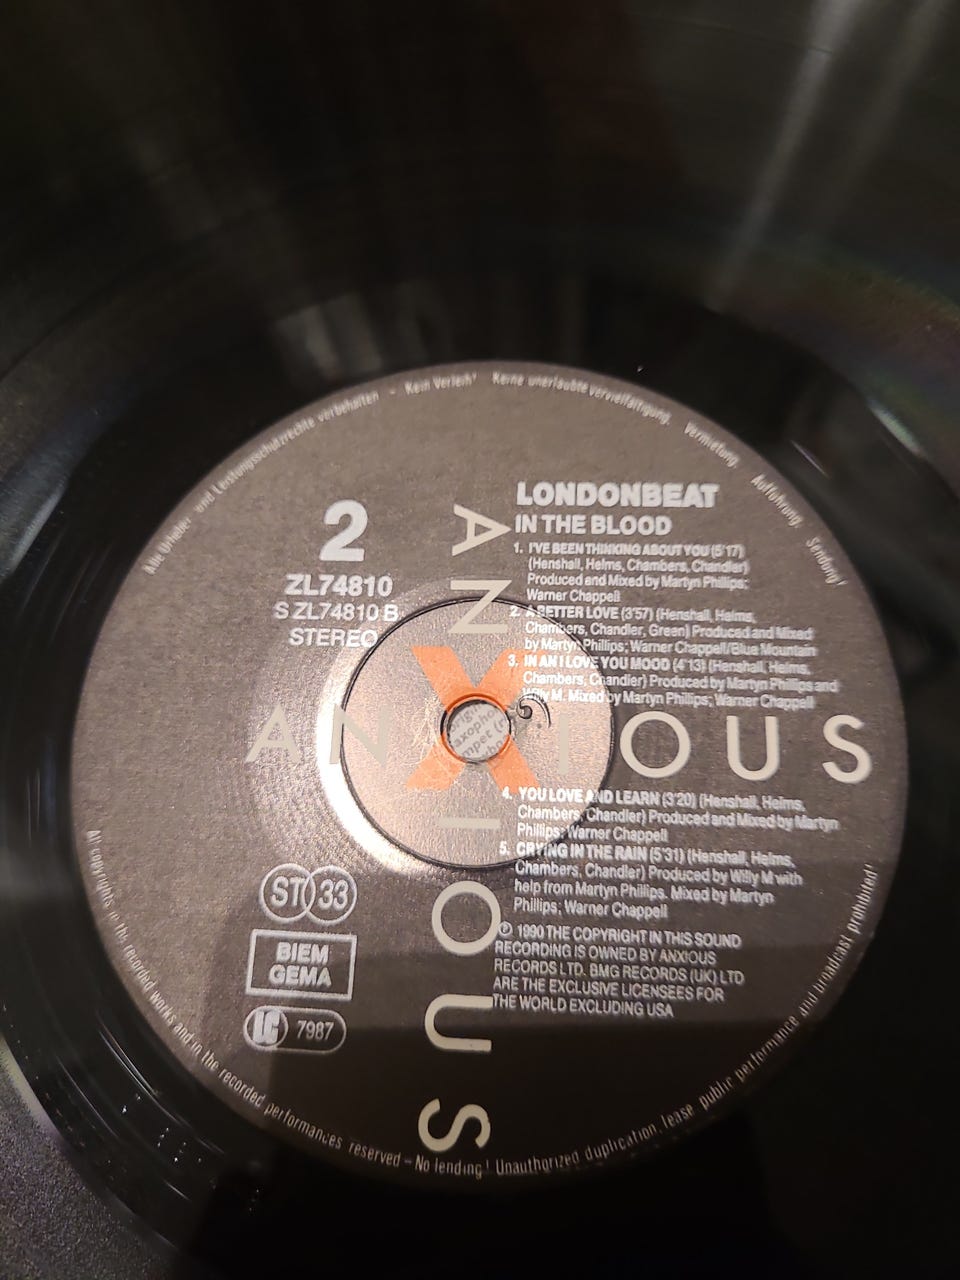 Alle Urheber- und Leistungsschutzrechte vorbehalten - Kein Verleih! Keine unerlaubte Vervielfältigung, Vermietung, Aufführung, Sendung!
LONDONBEAT
IN THE BLOOD
2
ZL74810
S ZL74810 B
STEREO
1. I'VE BEEN THINKING ABOUT YOU (5'17)
(Henshall, Helms, Chambers, Chandler)
Produced and Mixed by Martyn Phillips;
Warner Chappell
2. A BETTER LOVE (3'57) (Henshall, Helms,
Chambers, Chandler, Green) Produced and Mixed
by Martyn Phillips; Warner Chappell/Blue Mountain
3. IN AN I LOVE YOU MOOD (4'13) (Henshall, Helms,
Chambers, Chandler) Produced by Martyn Phillips and
Willy M. Mixed by Martyn Phillips; Warner Chappell
ANXIOUS
ANXIOUS
4. YOU LOVE AND LEARN (3'20) (Henshall, Helms,
Chambers, Chandler) Produced and Mixed by Martyn
Phillips; Warner Chappell
5. CRYING IN THE RAIN (5'31) (Henshall, Helms,
Chambers, Chandler) Produced by Willy M with
help from Martyn Phillips. Mixed by Martyn
Phillips; Warner Chappell
℗ 1990 THE COPYRIGHT IN THIS SOUND
RECORDING IS OWNED BY ANXIOUS
RECORDS LTD. BMG RECORDS (UK) LTD
ARE THE EXCLUSIVE LICENSEES FOR
THE WORLD EXCLUDING USA
ST 33
BIEM
GEMA
LC 7987
All copyrights in the recorded works and in the recorded performances reserved – No lending! Unauthorized duplication lease public performance and broadcast prohibited!